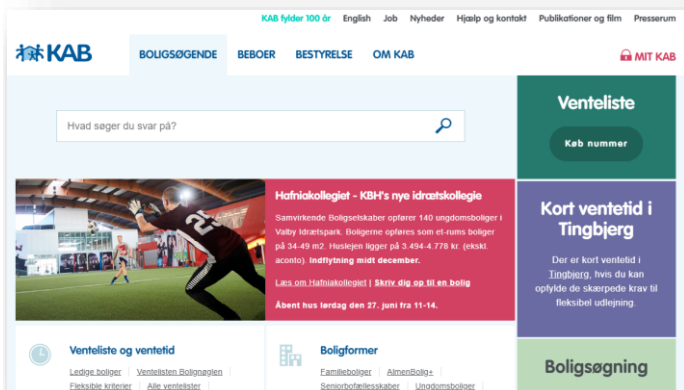 KAB fylder 100 år English Job Nyheder Hjælp og kontakt Publikationer og film Presserum
KAB BOLIGSØGENDE BEBOER BESTYRELSE OM KAB MIT KAB
Hvad søger du svar på?
Venteliste
Køb nummer
Hafniakollegiet - KBH's nye idrætskollegie
Samvirkende Boligselskaber opfører 140 ungdomsboliger i
Valby Idrætspark. Boligerne opføres som et-rums boliger
på 34-49 m2. Huslejen ligger på 3.494-4.778 kr. (ekskl.
aconto). Indflytning midt december.
Læs om Hafniakollegiet | Skriv dig op til en bolig
Åbent hus lørdag den 27. juni fra 11-14.
Kort ventetid i
Tingbjerg
Der er kort ventetid i
Tingbjerg, hvis du kan
opfylde de skærpede krav til
fleksibel udlejning.
Venteliste og ventetid
Ledige boliger | Ventelisten Bolignøglen |
Fleksible kriterier | Alle ventelister |
Boligformer
Familieboliger | AlmenBolig+ |
Seniorbofællesskaber | Ungdomsboliger |
Boligsøgning